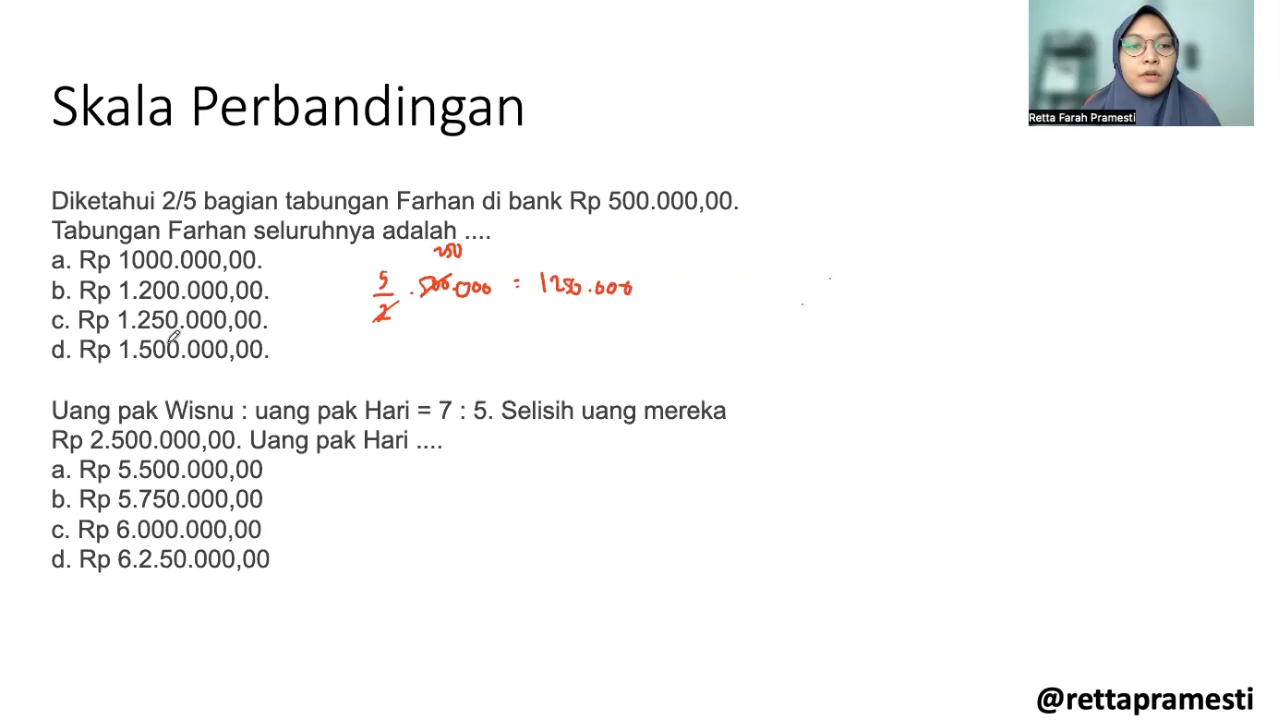 Retta Farah Pramesti
Skala Perbandingan
Diketahui 2/5 bagian tabungan Farhan di bank Rp 500.000,00.
Tabungan Farhan seluruhnya adalah ....
a. Rp 1000.000,00.
b. Rp 1.200.000,00.
c. Rp 1.250.000,00.
d. Rp 1.500.000,00.
250
5/2 . 500.000 = 1250.000
Uang pak Wisnu : uang pak Hari = 7 : 5. Selisih uang mereka
Rp 2.500.000,00. Uang pak Hari ....
a. Rp 5.500.000,00
b. Rp 5.750.000,00
c. Rp 6.000.000,00
d. Rp 6.2.50.000,00
@rettapramesti